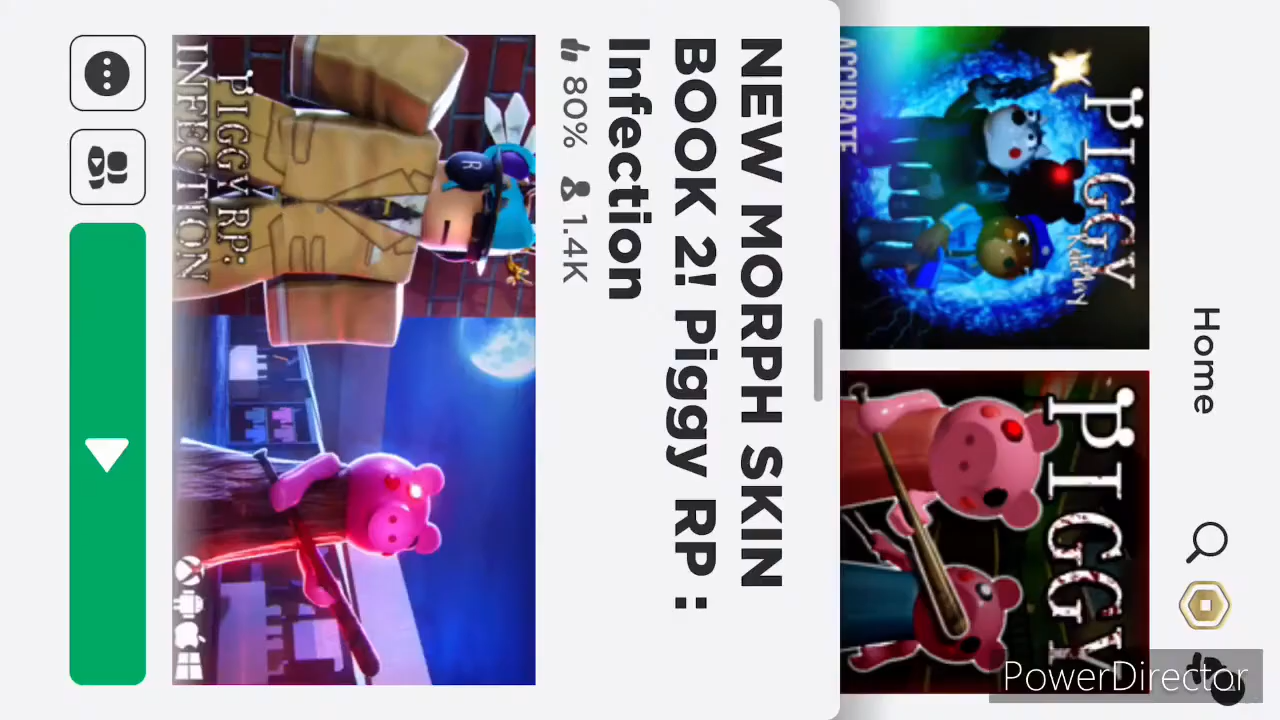 Home
PIGGY
RolePlay
ACCURATE
PIGGY
NEW MORPH SKIN
BOOK 2! Piggy RP :
Infection
80% 1.4K
R
PIGGY RP:
INFECTION
PowerDirector